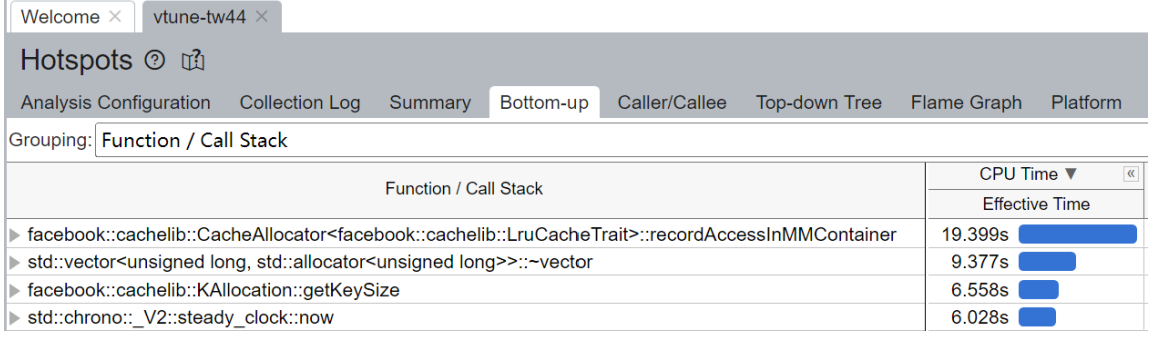 Welcome ×
vtune-tw44 ×
Hotspots
Analysis Configuration Collection Log Summary Bottom-up Caller/Callee Top-down Tree Flame Graph Platform
Grouping: Function / Call Stack
Function / Call Stack
CPU Time ▼ «
Effective Time
facebook::cachelib::CacheAllocator<facebook::cachelib::LruCacheTrait>::recordAccessInMMContainer 19.399s
std::vector<unsigned long, std::allocator<unsigned long>>::~vector 9.377s
facebook::cachelib::KAllocation::getKeySize 6.558s
std::chrono::_V2::steady_clock::now 6.028s